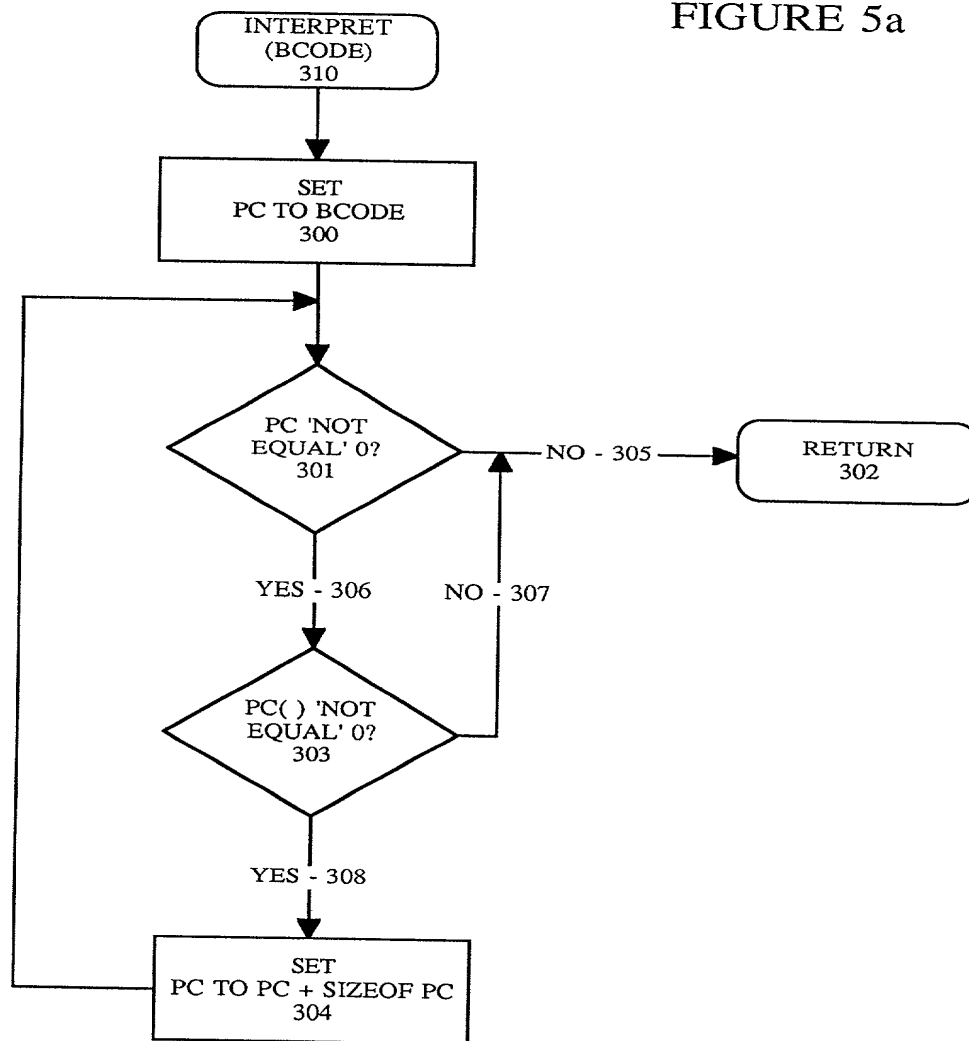 FIGURE 5a
INTERPRET
(BCODE)
310
SET
PC TO BCODE
300
PC 'NOT
EQUAL' 0?
301
NO - 305
RETURN
302
YES - 306
NO - 307
PC( ) 'NOT
EQUAL' 0?
303
YES - 308
SET
PC TO PC + SIZEOF PC
304